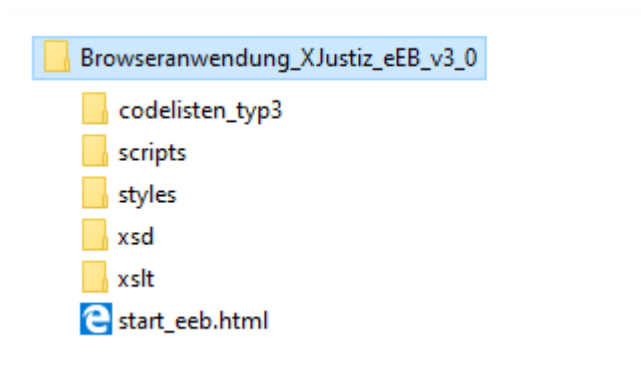 Browseranwendung_XJustiz_eEB_v3_0
codelisten_typ3
scripts
styles
xsd
xslt
start_eeb.html